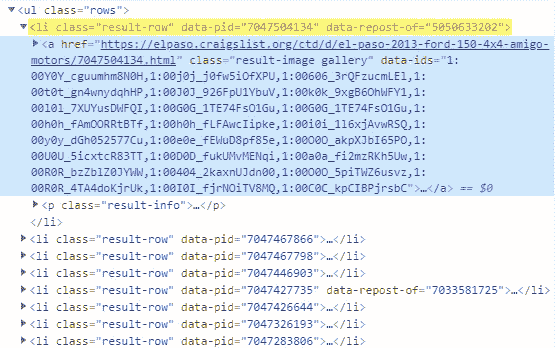 ▼<ul class="rows">
▼<li class="result-row" data-pid="7047504134" data-repost-of="5050633202">
▶<a href="https://elpaso.craigslist.org/ctd/d/el-paso-2013-ford-150-4x4-amigo-
motors/7047504134.html" class="result-image gallery" data-ids="1:
00Y0Y_cguumhm8N0H,1:00j0j_j0fw5iOfXPU,1:00606_3rQFzucmLEl,1:
00t0t_gn4wnydqhHP,1:00J0J_926FpU1YbuV,1:00k0k_9xgB6OhWFY1,1:
00l0l_7XUYusDWFQI,1:00G0G_1TE74FsO1Gu,1:00G0G_1TE74FsO1Gu,1:
00h0h_fAmOORRtBTf,1:00h0h_fLFAwcIipke,1:00i0i_1l6xjAvwRSQ,1:
00y0y_dGh052577Cu,1:00e0e_fEWuD8pf85e,1:00O0O_akpXJbI65PO,1:
00U0U_5icxtcR83TT,1:00D0D_fukUMvMENqi,1:00a0a_fi2mzRKh5Uw,1:
00R0R_bzZblZ0JYWW,1:00404_2kaxnUJdn00,1:00O0O_5piTWZ6usvz,1:
00R0R_4TA4doKjrUk,1:00I0I_fjrNOiTV8MQ,1:00C0C_kpCIBPjrsbC">…</a> == $0
▶<p class="result-info">…</p>
</li>
▶<li class="result-row" data-pid="7047467866">…</li>
▶<li class="result-row" data-pid="7047467798">…</li>
▶<li class="result-row" data-pid="7047446903">…</li>
▶<li class="result-row" data-pid="7047427735" data-repost-of="7033581725">…</li>
▶<li class="result-row" data-pid="7047426644">…</li>
▶<li class="result-row" data-pid="7047326193">…</li>
▶<li class="result-row" data-pid="7047283806">…</li>